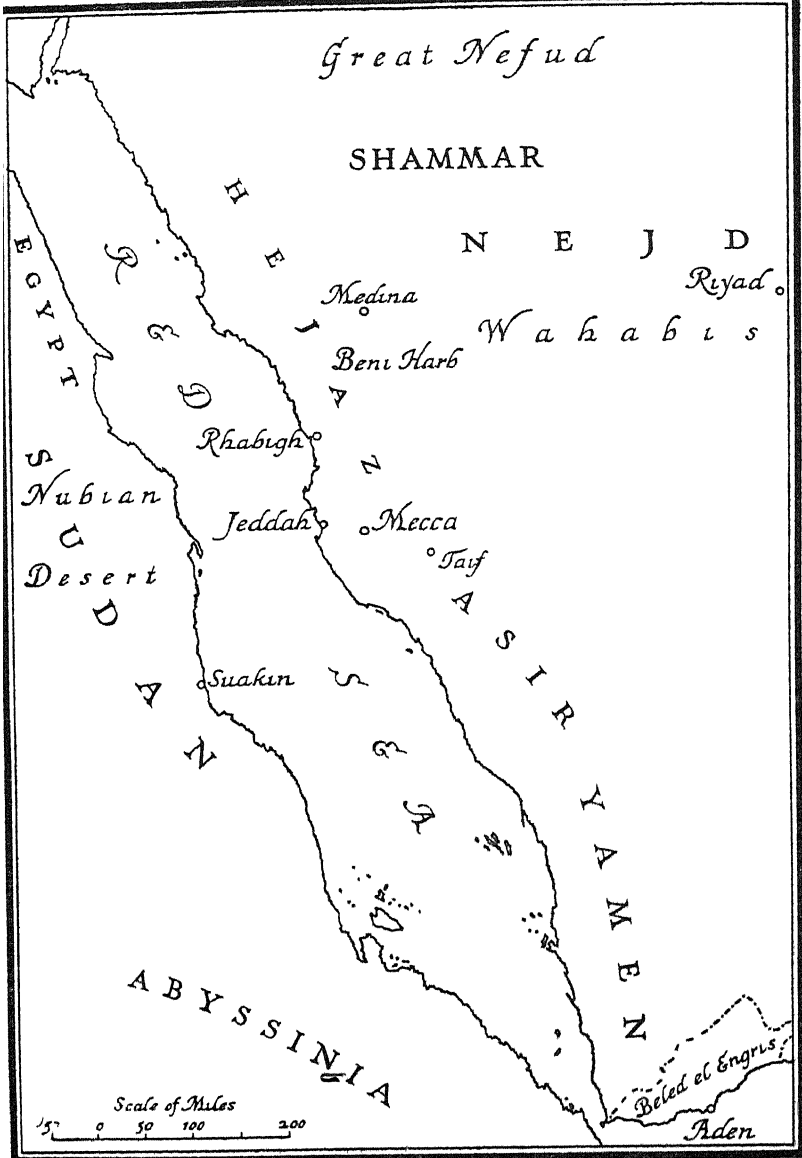 Great Nefud
SHAMMAR
HEJAZ
NEJD
EGYPT
RED
Riyad
Medina
Wahabis
Beni Harb
Rhabigh
SUDAN
Nubian
Jeddah
Mecca
Taif
Desert
ASIR
Suakin
SEA
YAMEN
ABYSSINIA
Beled el Engris
Scale of Miles
0 50 100 200
Aden